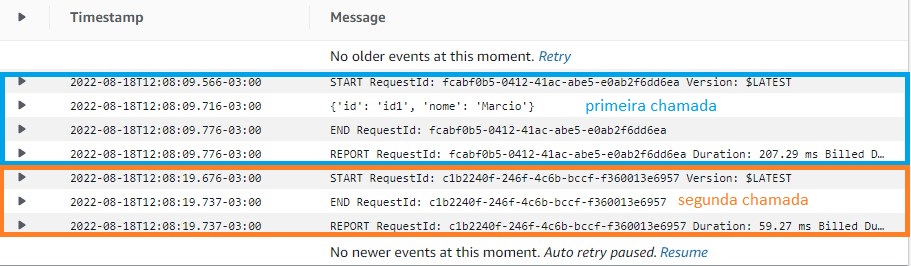 Timestamp Message
No older events at this moment. Retry
2022-08-18T12:08:09.566-03:00 START RequestId: fcabf0b5-0412-41ac-abe5-e0ab2f6dd6ea Version: $LATEST
2022-08-18T12:08:09.716-03:00 {'id': 'id1', 'nome': 'Marcio'} primeira chamada
2022-08-18T12:08:09.776-03:00 END RequestId: fcabf0b5-0412-41ac-abe5-e0ab2f6dd6ea
2022-08-18T12:08:09.776-03:00 REPORT RequestId: fcabf0b5-0412-41ac-abe5-e0ab2f6dd6ea Duration: 207.29 ms Billed D…
2022-08-18T12:08:19.676-03:00 START RequestId: c1b2240f-246f-4c6b-bccf-f360013e6957 Version: $LATEST
2022-08-18T12:08:19.737-03:00 END RequestId: c1b2240f-246f-4c6b-bccf-f360013e6957 segunda chamada
2022-08-18T12:08:19.737-03:00 REPORT RequestId: c1b2240f-246f-4c6b-bccf-f360013e6957 Duration: 59.27 ms Billed Du…
No newer events at this moment. Auto retry paused. Resume